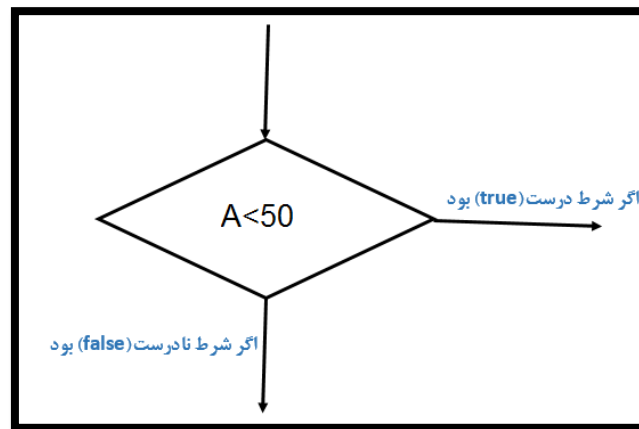 A<50
اگر شرط درست(true) بود
اگر شرط نادرست(false) بود